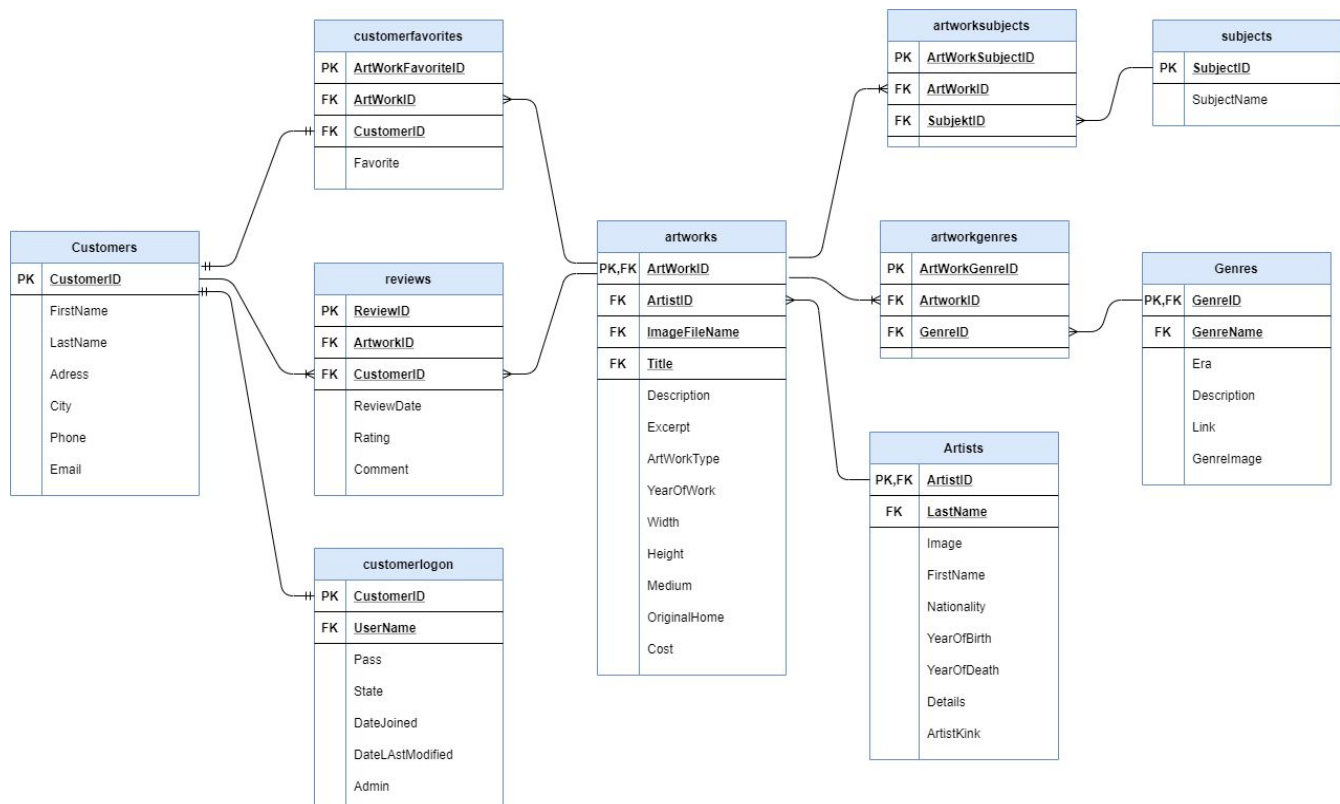 customerfavorites
PK ArtWorkFavoriteID
FK ArtWorkID
FK CustomerID
Favorite
artworksubjects
PK ArtWorkSubjectID
FK ArtWorkID
FK SubjektID
subjects
PK SubjectID
SubjectName
Customers
PK CustomerID
FirstName
LastName
Adress
City
Phone
Email
reviews
PK ReviewID
FK ArtworkID
FK CustomerID
ReviewDate
Rating
Comment
artworks
PK,FK ArtWorkID
FK ArtistID
FK ImageFileName
FK Title
Description
Excerpt
ArtWorkType
YearOfWork
Width
Height
Medium
OriginalHome
Cost
artworkgenres
PK ArtWorkGenreID
FK ArtworkID
FK GenreID
Genres
PK,FK GenreID
FK GenreName
Era
Description
Link
GenreImage
Artists
PK,FK ArtistID
FK LastName
Image
FirstName
Nationality
YearOfBirth
YearOfDeath
Details
ArtistKink
customerlogon
PK CustomerID
FK UserName
Pass
State
DateJoined
DateLAstModified
Admin